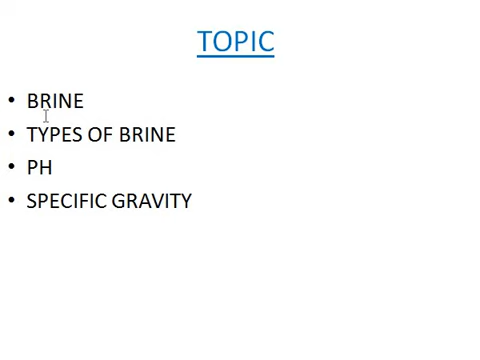 TOPIC
• BRINE
• TYPES OF BRINE
• PH
• SPECIFIC GRAVITY